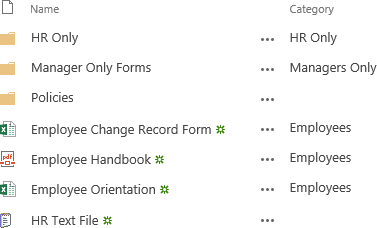 Name Category
HR Only ... HR Only
Manager Only Forms ... Managers Only
Policies ...
Employee Change Record Form ... Employees
pdf Employee Handbook ... Employees
Employee Orientation ... Employees
HR Text File ...